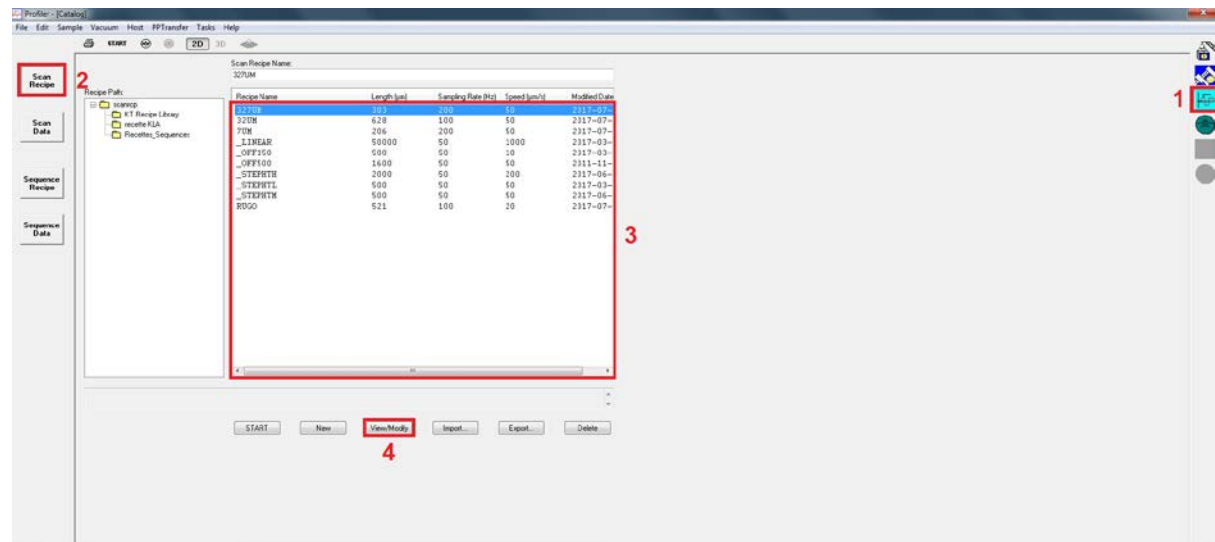 Profiler - [Catalog]
File Edit Sample Vacuum Host PPTransfer Tasks Help
START 2D 3D
Scan Recipe
2
Scan Data
Sequence Recipe
Sequence Data
Recipe Path:
scanrcp
KT Recipe Library
recette KLA
Recettes_Sequences
Scan Recipe Name:
327UM
Recipe Name Length (µm) Sampling Rate (Hz) Speed (µm/s) Modified Date
327UM 303 200 50 2317-07-
32UM 628 100 50 2317-07-
7UM 206 200 50 2317-07-
_LINEAR 50000 50 1000 2317-03-
_OFF350 500 50 10 2317-03-
_OFF500 1600 50 50 2311-11-
_STEPHTH 2000 50 200 2317-06-
_STEPHTL 500 50 50 2317-03-
_STEPHTM 500 50 50 2317-06-
RUGO 521 100 20 2317-07-
3
START New View/Modify Import... Export... Delete
4
1